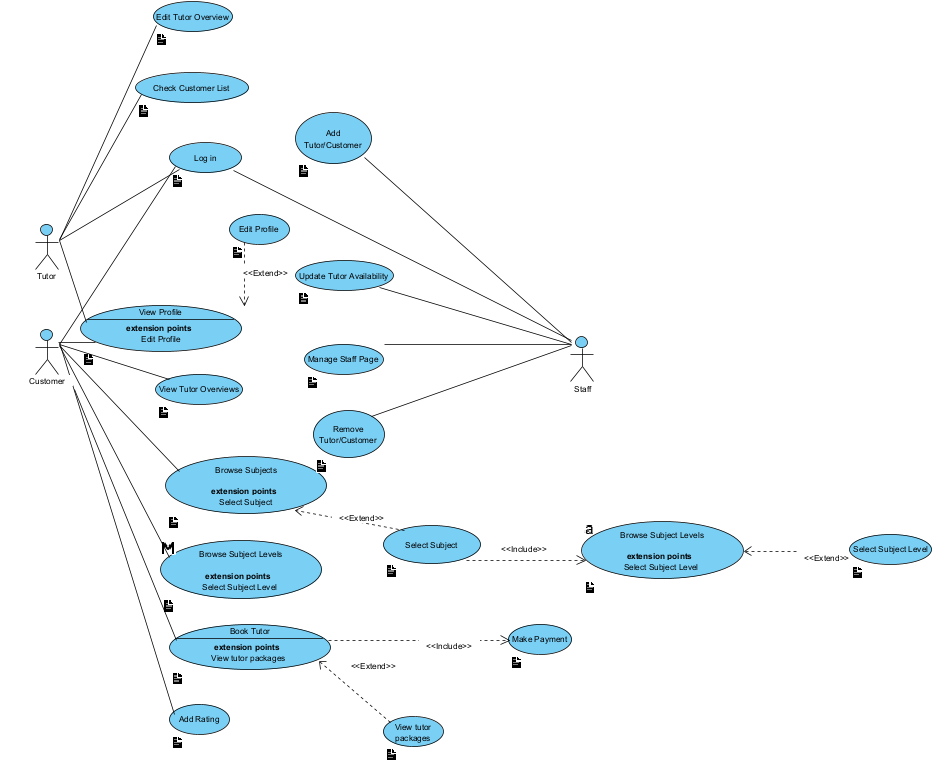 Edit Tutor Overview
Check Customer List
Add
Tutor/Customer
Log in
Edit Profile
Tutor
<<Extend>>
Update Tutor Availability
View Profile
extension points
Edit Profile
Customer
Manage Staff Page
Staff
View Tutor Overviews
Remove
Tutor/Customer
Browse Subjects
extension points
Select Subject
<<Extend>>
Select Subject
<<Include>>
a
Browse Subject Levels
extension points
Select Subject Level
<<Extend>>
Select Subject Level
M
Browse Subject Levels
extension points
Select Subject Level
Book Tutor
extension points
View tutor packages
<<Include>>
Make Payment
<<Extend>>
Add Rating
View tutor
packages